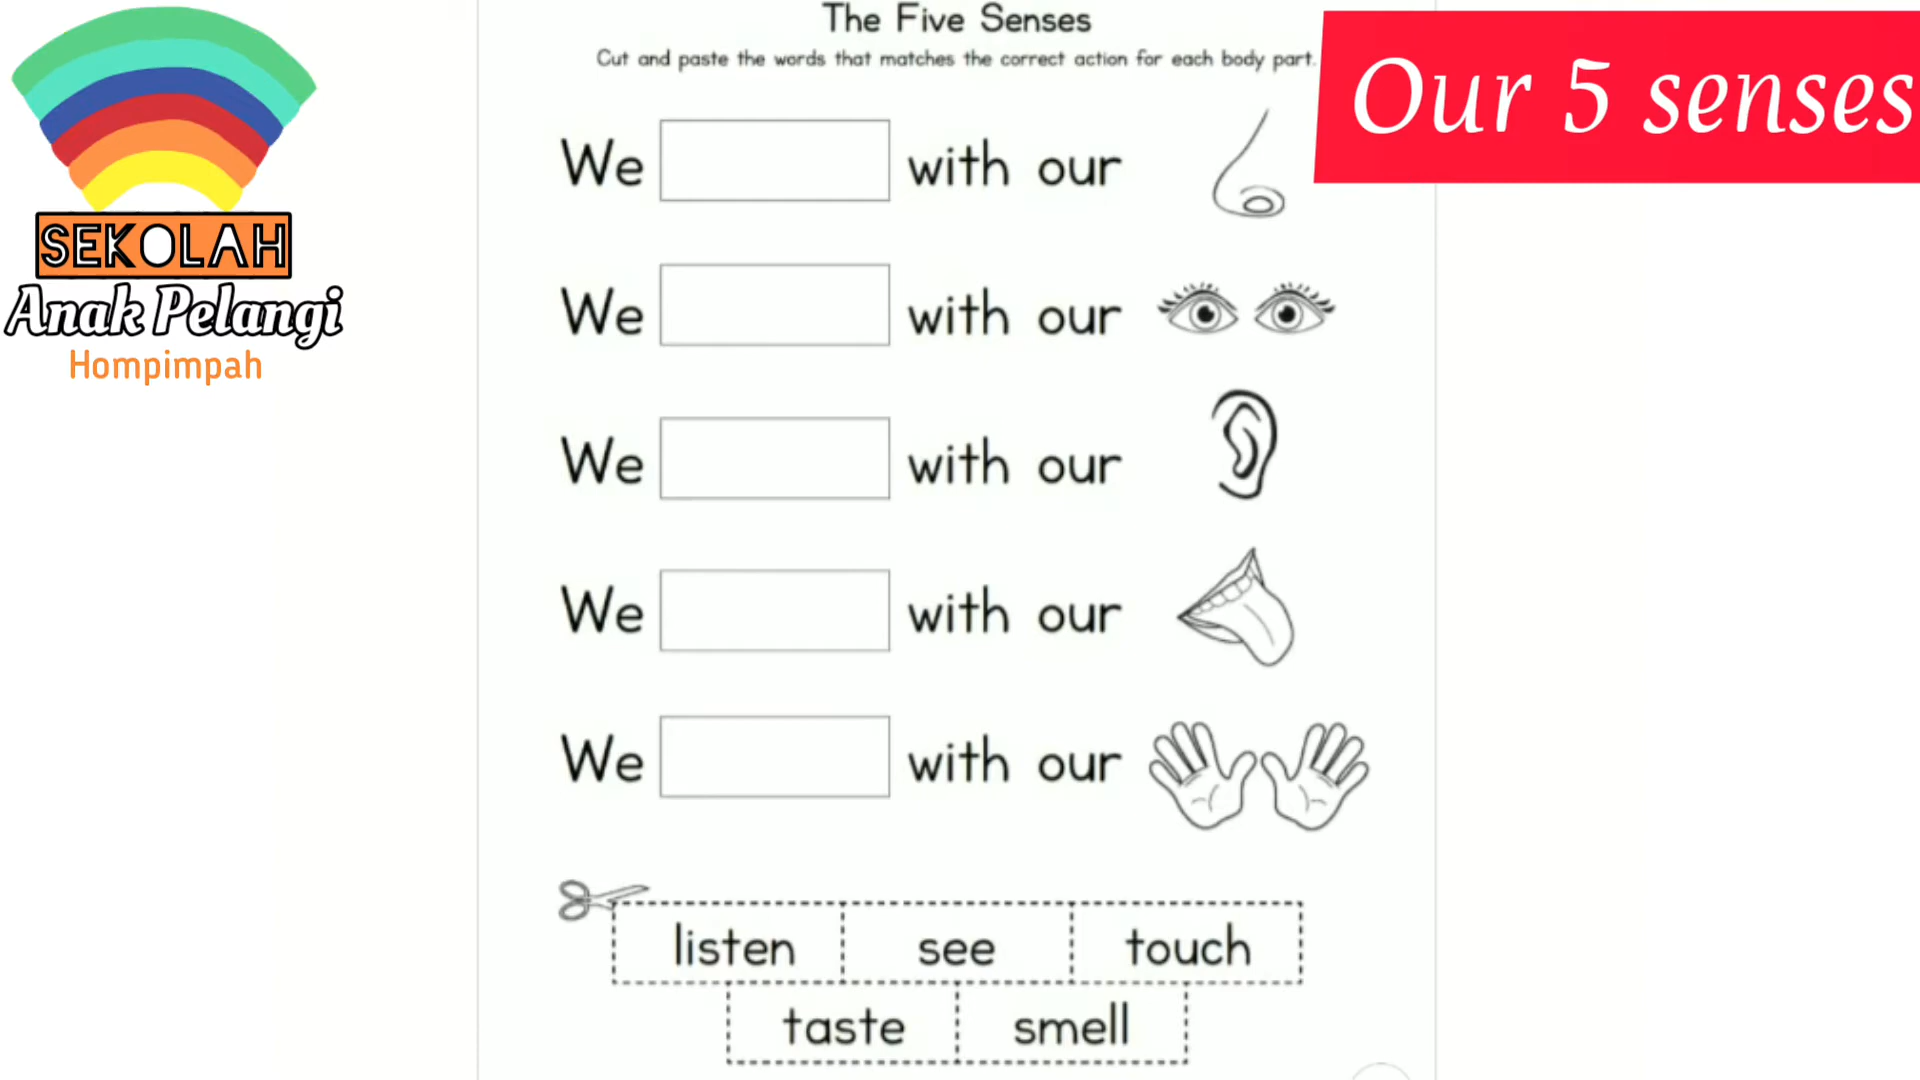 The Five Senses
Cut and paste the words that matches the correct action for each body part.
Our 5 senses
SEKOLAH
Anak Pelangi
Hompimpah
We with our
We with our
We with our
We with our
We with our
listen see touch
taste smell